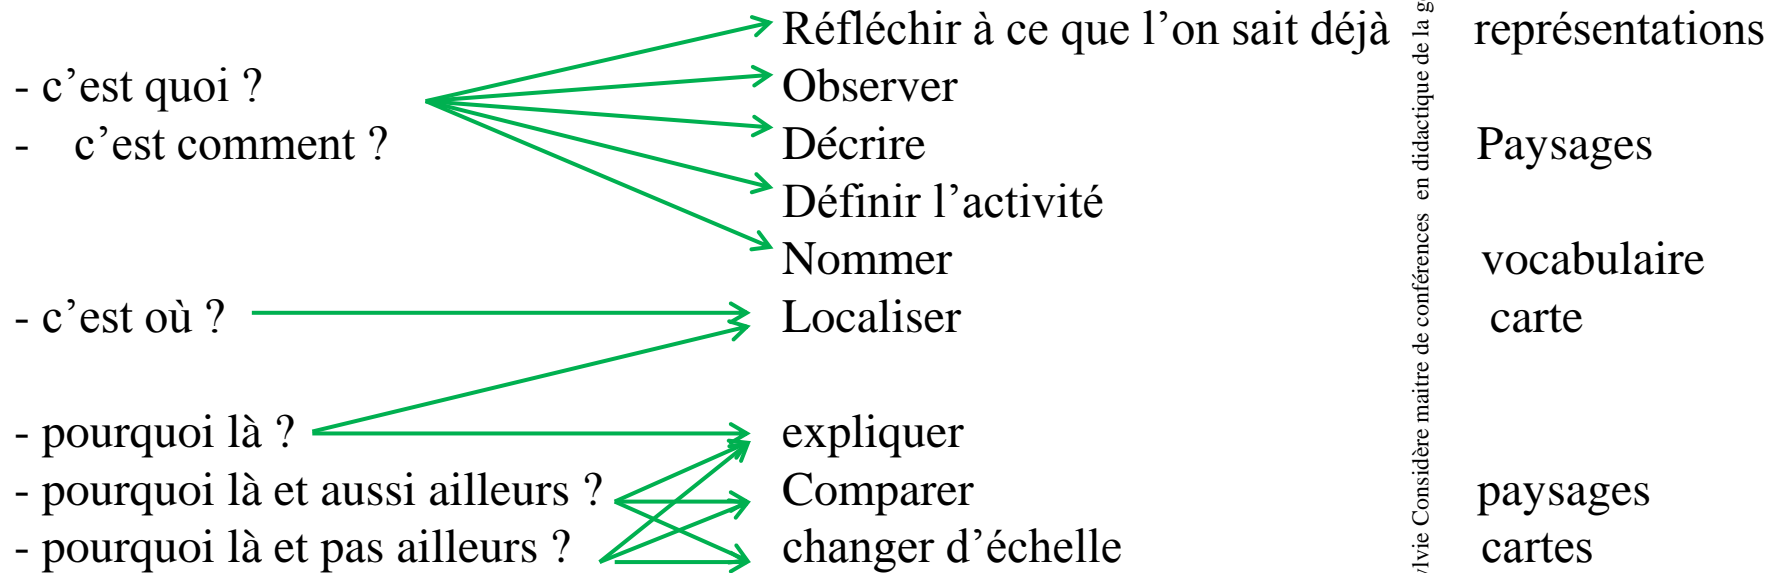 Réfléchir à ce que l’on sait déjà représentations
- c’est quoi ? Observer
- c’est comment ? Décrire Paysages
Définir l’activité
Nommer vocabulaire
- c’est où ? Localiser carte
- pourquoi là ? expliquer
- pourquoi là et aussi ailleurs ? Comparer paysages
- pourquoi là et pas ailleurs ? changer d’échelle cartes
Considère maitre de conférences en didactique de la